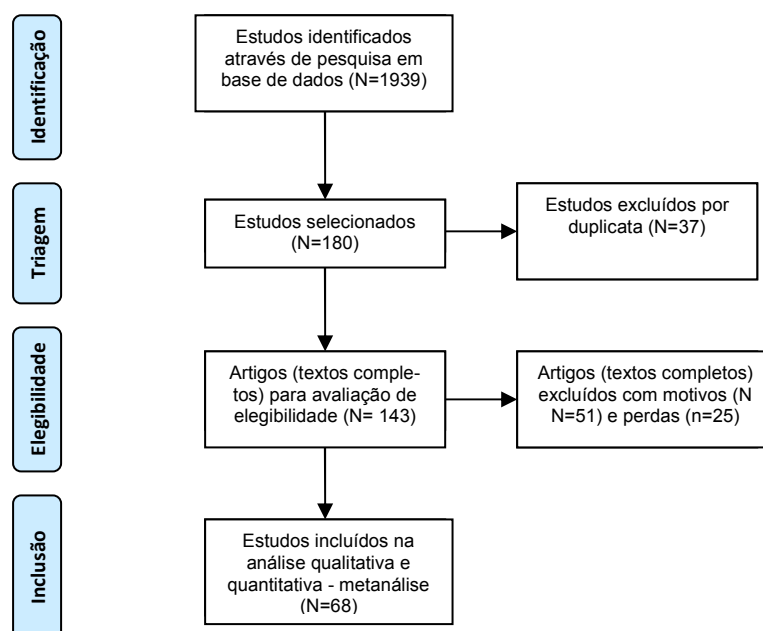 Identificação
Estudos identificados
através de pesquisa em
base de dados (N=1939)
Triagem
Estudos selecionados
(N=180)
Estudos excluídos por
duplicata (N=37)
Elegibilidade
Artigos (textos comple-
tos) para avaliação de
elegibilidade (N= 143)
Artigos (textos completos)
excluídos com motivos (N
N=51) e perdas (n=25)
Inclusão
Estudos incluídos na
análise qualitativa e
quantitativa - metanálise
(N=68)